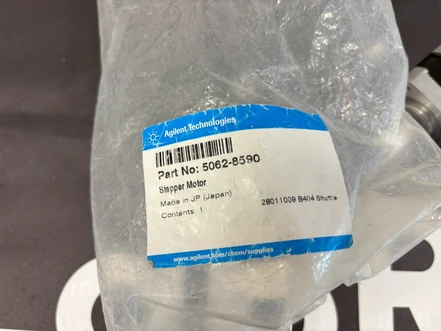 Agilent Technologies
Part No: 5062-8590
Stepper Motor
Made in JP (Japan)
Contents: 1
28011009 B404 Shuttle
www.agilent.com/chem/supplies